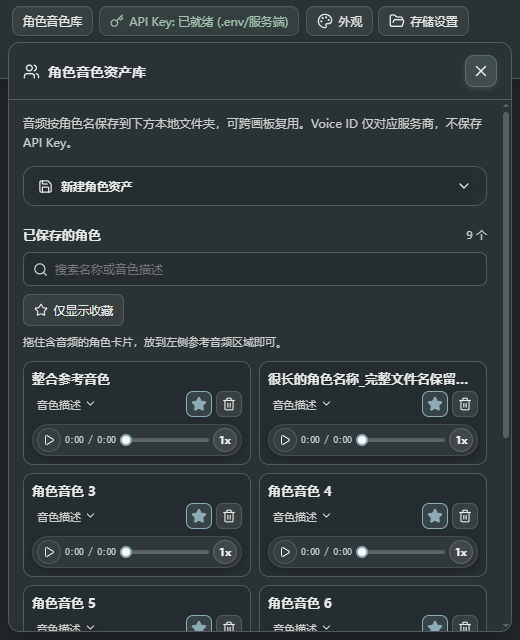 角色音色库
API Key: 已就绪 (.env/服务端)
外观
存储设置
角色音色资产库
音频按角色名保存到下方本地文件夹，可跨画板复用。Voice ID 仅对应服务商，不保存
API Key。
新建角色资产
已保存的角色
9 个
搜索名称或音色描述
仅显示收藏
拖住含音频的角色卡片，放到左侧参考音频区域即可。
整合参考音色
很长的角色名称_完整文件名保留...
音色描述
音色描述
0:00 / 0:00
1x
0:00 / 0:00
1x
角色音色 3
角色音色 4
音色描述
音色描述
0:00 / 0:00
1x
0:00 / 0:00
1x
角色音色 5
角色音色 6
音色描述
音色描述